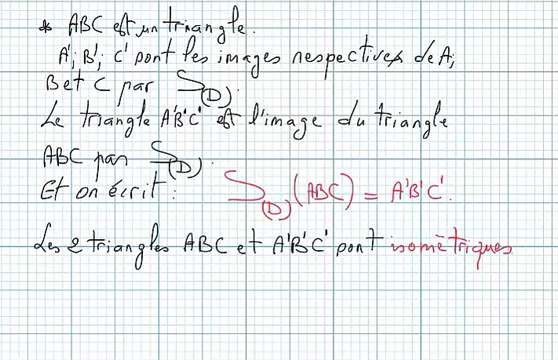 * ABC est un triangle.
A'; B'; C' sont les images respectives de A;
B et C par S(D).
Le triangle A'B'C' est l'image du triangle
ABC par S(D).
Et on écrit : S(D)(ABC) = A'B'C'.
Les 2 triangles ABC et A'B'C' sont isométriques